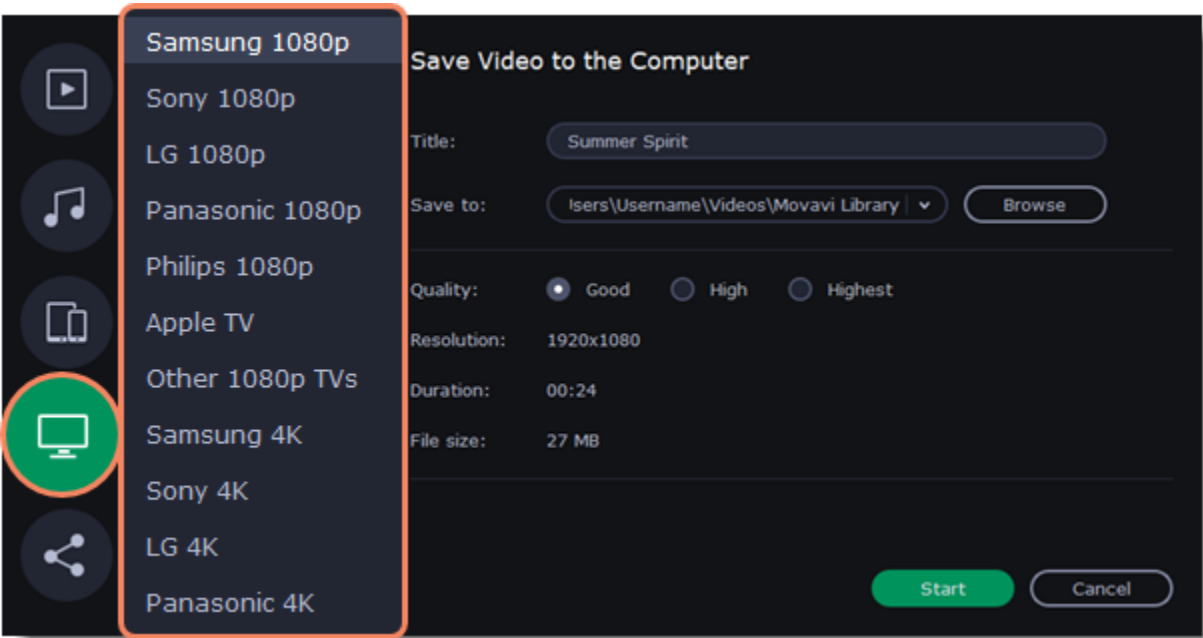 Samsung 1080p
Sony 1080p
LG 1080p
Panasonic 1080p
Philips 1080p
Apple TV
Other 1080p TVs
Samsung 4K
Sony 4K
LG 4K
Panasonic 4K
Save Video to the Computer
Title: Summer Spirit
Save to: \Username\Videos\Movavi Library Browse
Quality: Good High Highest
Resolution: 1920x1080
Duration: 00:24
File size: 27 MB
Start Cancel